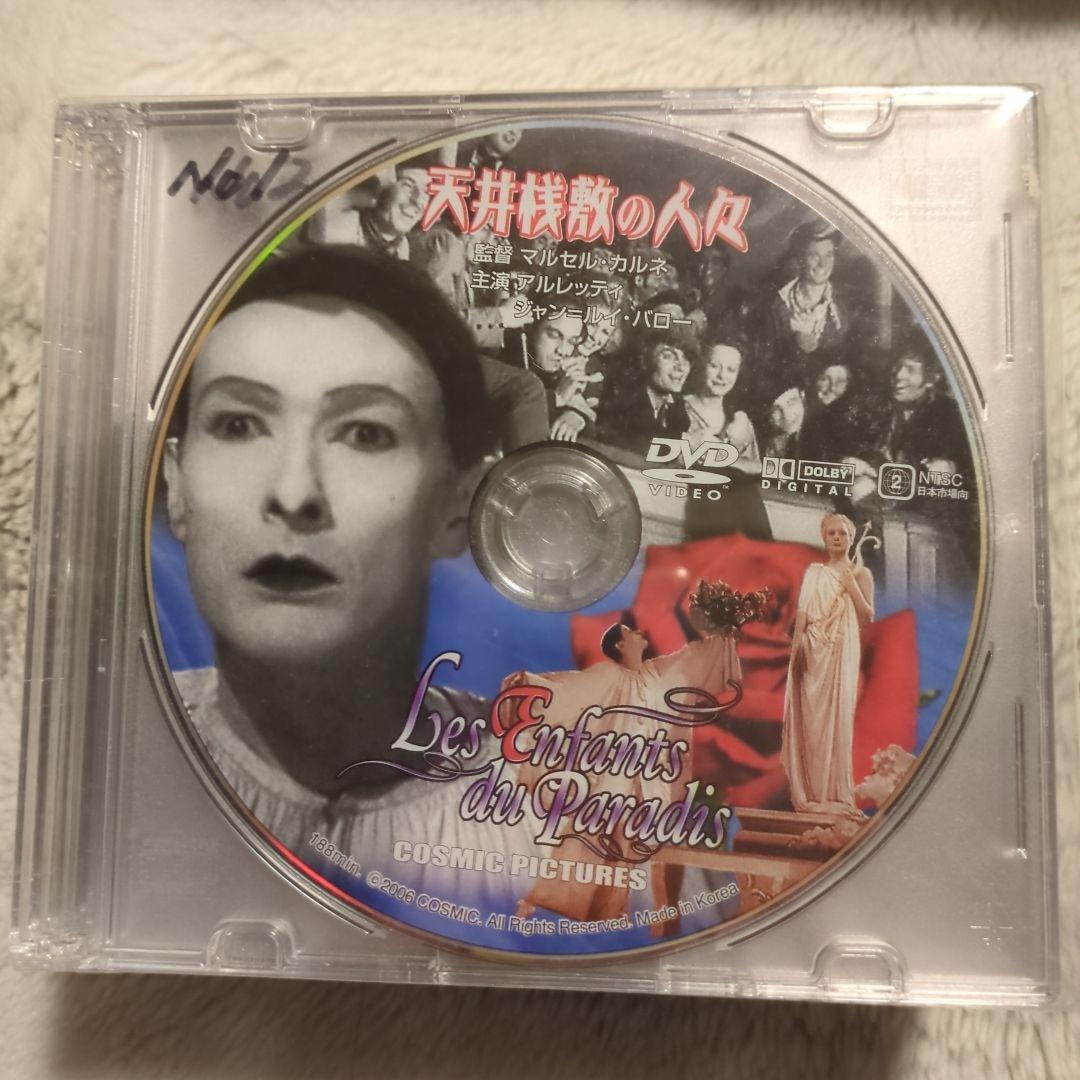 天井桟敷の人々
監督 マルセル・カルネ
主演 アルレッティ
ジャン=ルイ・バロー
DVD
VIDEO™
DOLBY
DIGITAL
2
NTSC
日本市場向
Les Enfants
du Paradis
COSMIC PICTURES
188min. ©2006 COSMIC. All Rights Reserved. Made in Korea